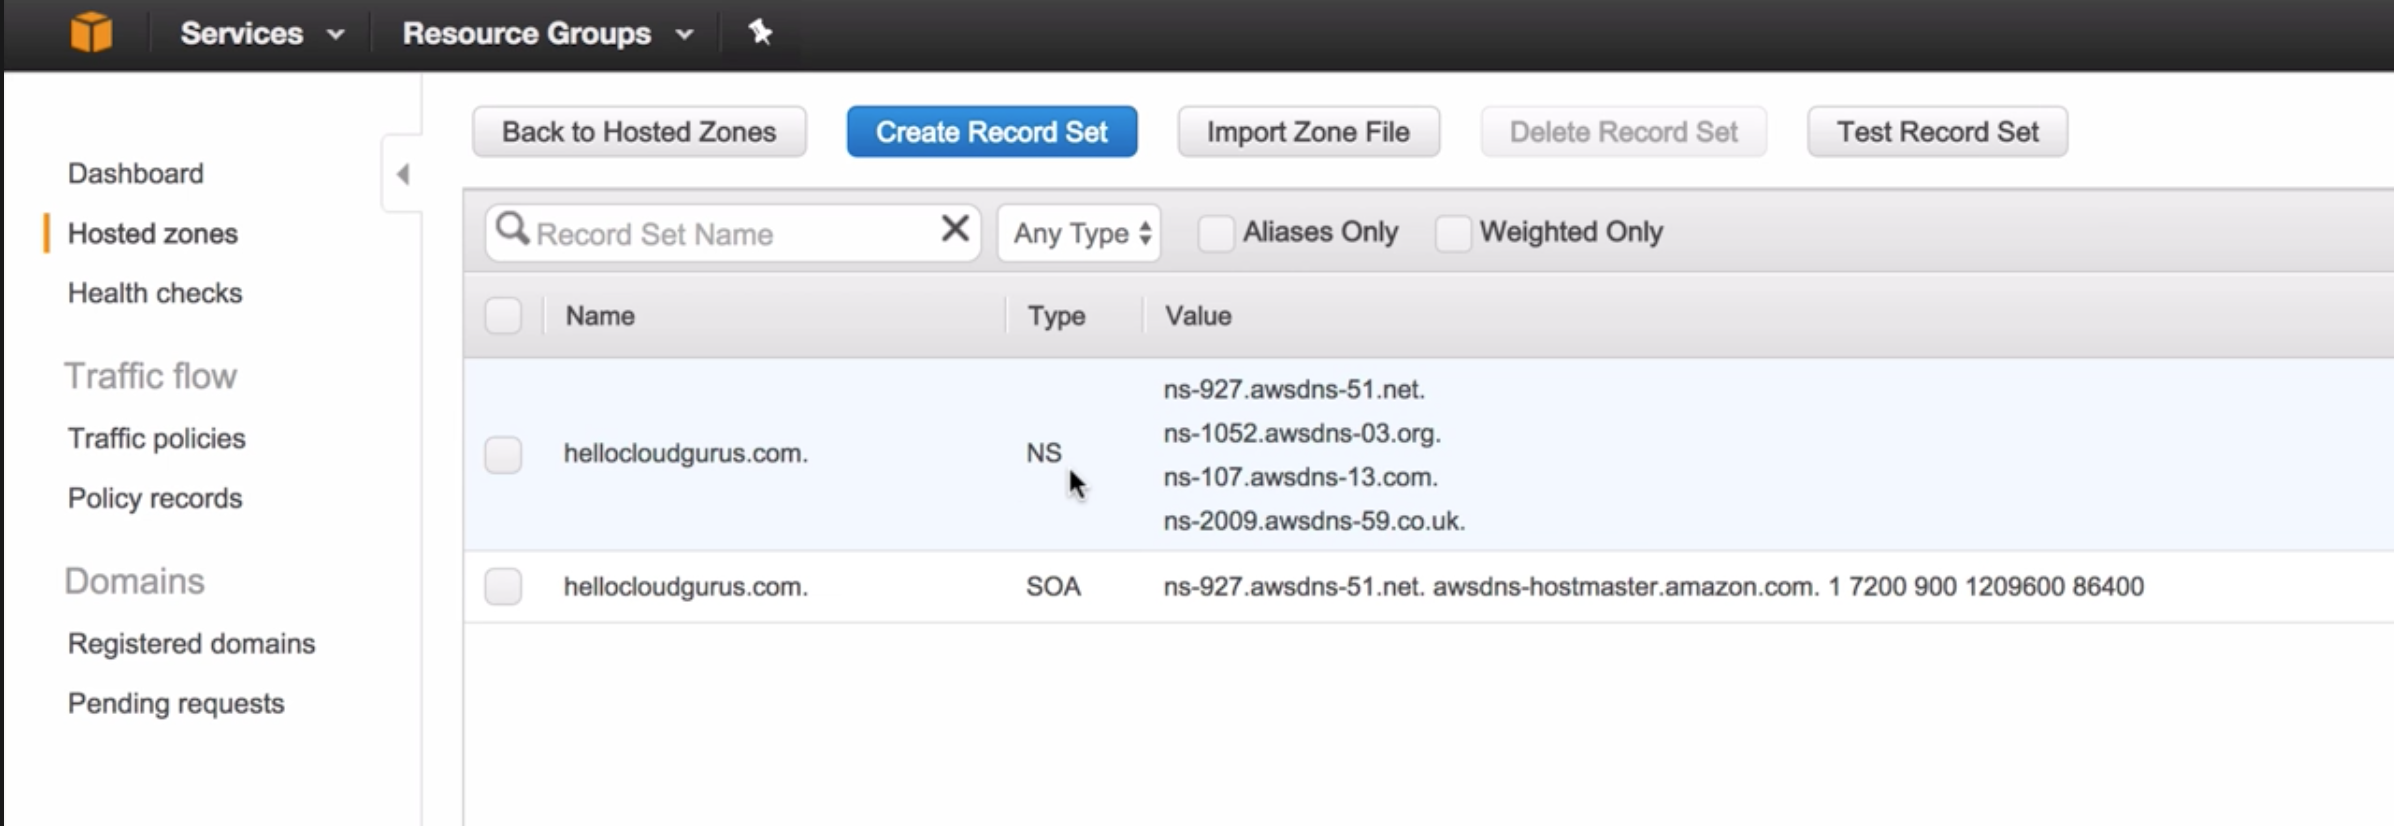 Services Resource Groups
Back to Hosted Zones Create Record Set Import Zone File Delete Record Set Test Record Set
Dashboard
Hosted zones
Health checks
Traffic flow
Traffic policies
Policy records
Domains
Registered domains
Pending requests
Record Set Name Any Type Aliases Only Weighted Only
Name Type Value
hellocloudgurus.com. NS
ns-927.awsdns-51.net.
ns-1052.awsdns-03.org.
ns-107.awsdns-13.com.
ns-2009.awsdns-59.co.uk.
hellocloudgurus.com. SOA ns-927.awsdns-51.net. awsdns-hostmaster.amazon.com. 1 7200 900 1209600 86400